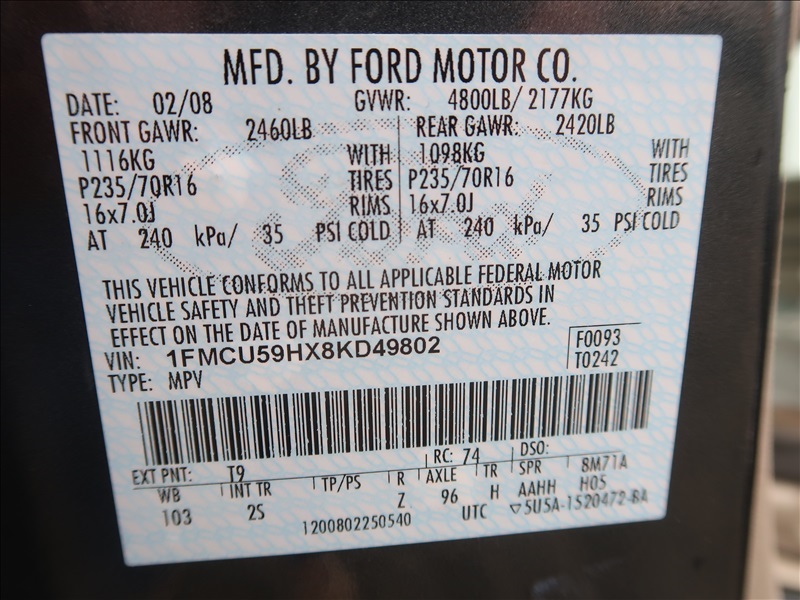 MFD. BY FORD MOTOR CO.
DATE: 02/08 GVWR: 4800LB/ 2177KG
FRONT GAWR: 2460LB REAR GAWR: 2420LB
1116KG WITH 1098KG WITH
P235/70R16 TIRES P235/70R16 TIRES
16x7.0J RIMS 16x7.0J RIMS
AT 240 kPa/ 35 PSI COLD AT 240 kPa/ 35 PSI COLD
THIS VEHICLE CONFORMS TO ALL APPLICABLE FEDERAL MOTOR
VEHICLE SAFETY AND THEFT PREVENTION STANDARDS IN
EFFECT ON THE DATE OF MANUFACTURE SHOWN ABOVE.
VIN: 1FMCU59HX8KD49802 F0093
TYPE: MPV T0242
EXT PNT: T9 RC: 74 DSO:
WB INT TR TP/PS R AXLE TR SPR 8M71A
103 2S Z 96 H AAHH H05
1200802250540 UTC ▽5U5A-1520472-BA